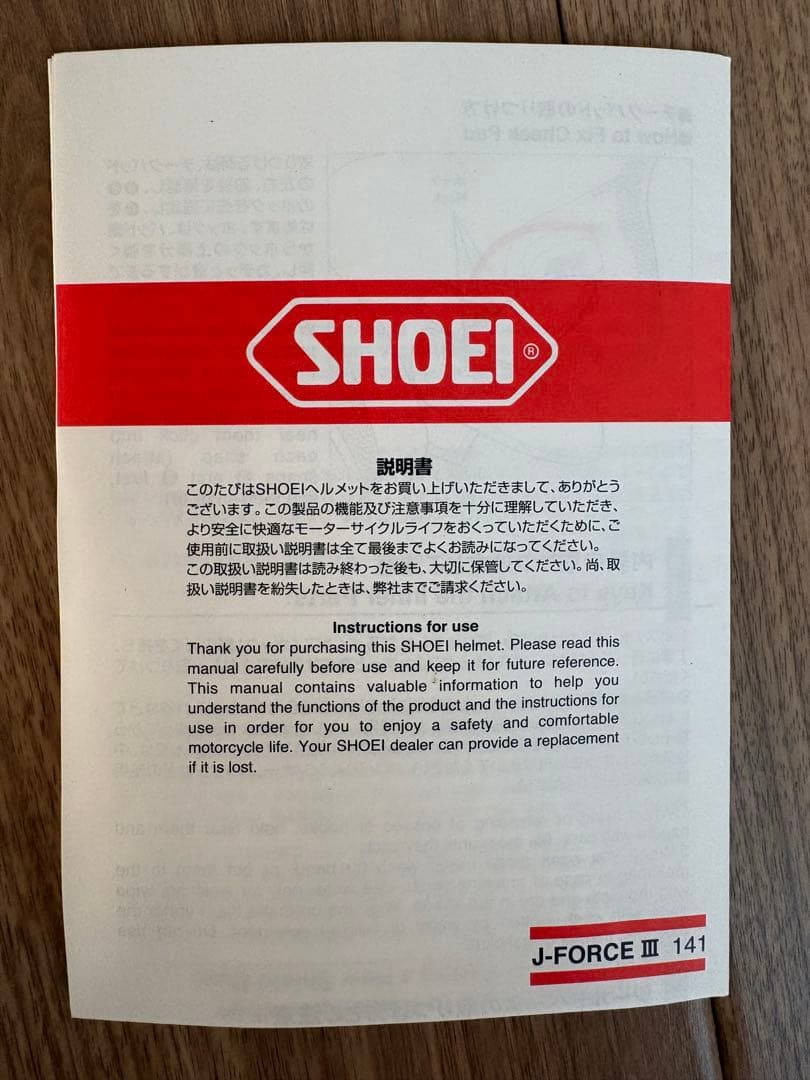 SHOEI®
説明書
このたびはSHOEIヘルメットをお買い上げいただきまして、ありがとう
ございます。この製品の機能及び注意事項を十分に理解していただき、
より安全に快適なモーターサイクルライフをおくっていただくために、ご
使用前に取扱い説明書は全て最後までよくお読みになってください。
この取扱い説明書は読み終わった後も、大切に保管してください。尚、取
扱い説明書を紛失したときは、弊社までご請求ください。
Instructions for use
Thank you for purchasing this SHOEI helmet. Please read this
manual carefully before use and keep it for future reference.
This manual contains valuable information to help you
understand the functions of the product and the instructions for
use in order for you to enjoy a safety and comfortable
motorcycle life. Your SHOEI dealer can provide a replacement
if it is lost.
J-FORCE III 141